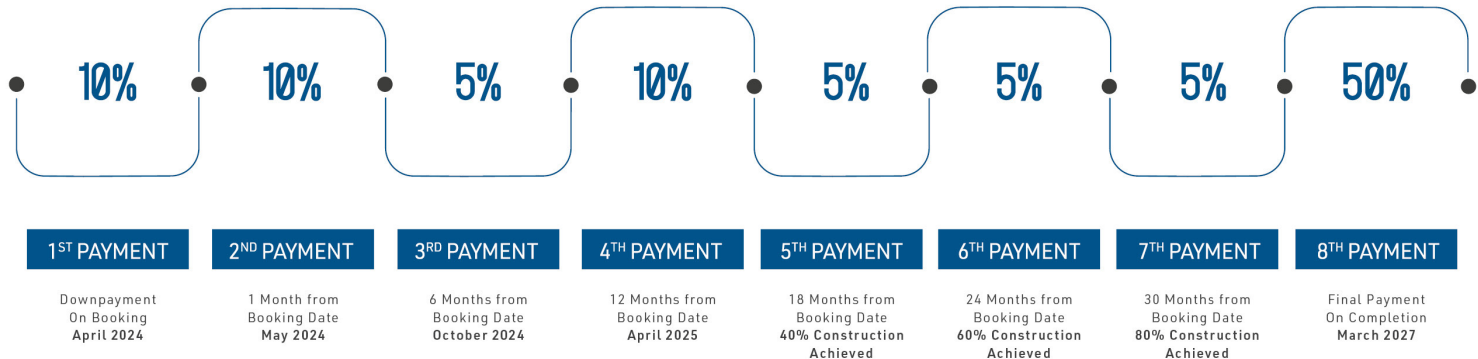 10% 10% 5% 10% 5% 5% 5% 50%
1ST PAYMENT 2ND PAYMENT 3RD PAYMENT 4TH PAYMENT 5TH PAYMENT 6TH PAYMENT 7TH PAYMENT 8TH PAYMENT
Downpayment
On Booking
April 2024
1 Month from
Booking Date
May 2024
6 Months from
Booking Date
October 2024
12 Months from
Booking Date
April 2025
18 Months from
Booking Date
40% Construction
Achieved
24 Months from
Booking Date
60% Construction
Achieved
30 Months from
Booking Date
80% Construction
Achieved
Final Payment
On Completion
March 2027